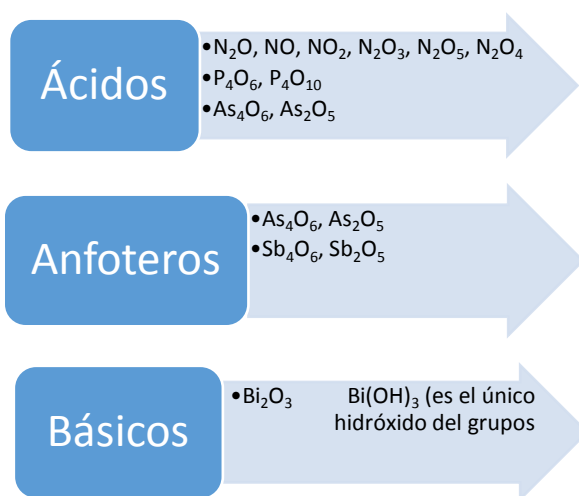 Ácidos
•N₂O, NO, NO₂, N₂O₃, N₂O₅, N₂O₄
•P₄O₆, P₄O₁₀
•As₄O₆, As₂O₅
Anfoteros
•As₄O₆, As₂O₅
•Sb₄O₆, Sb₂O₅
Básicos
•Bi₂O₃ Bi(OH)₃ (es el único
hidróxido del grupos